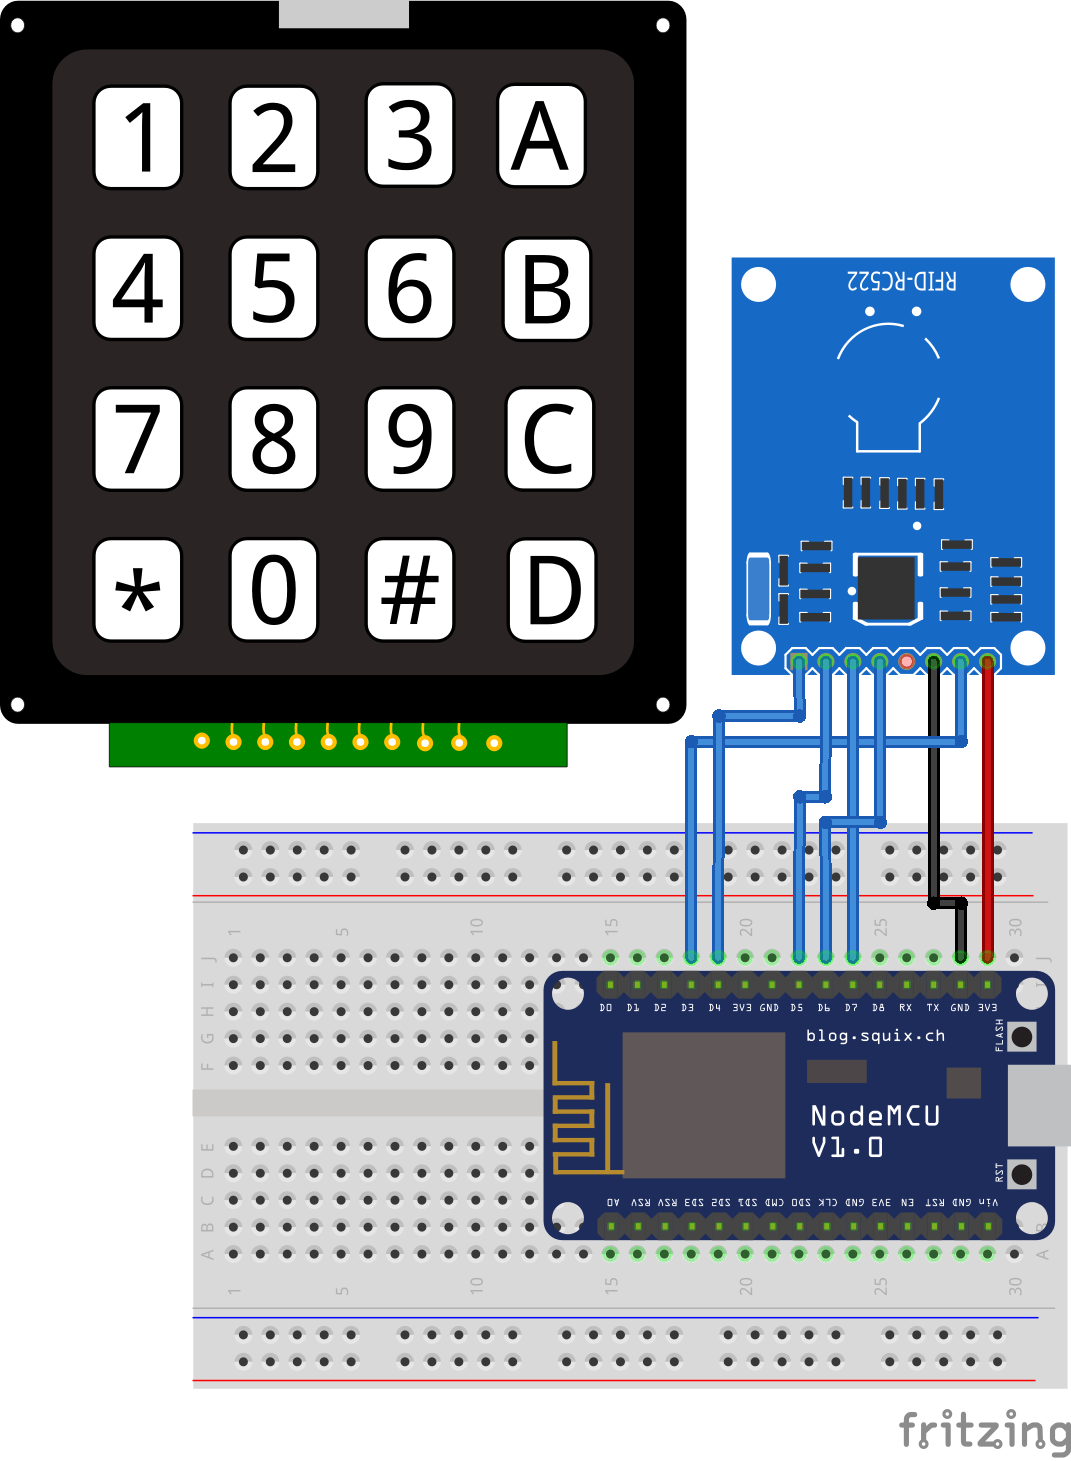 1 2 3 A
4 5 6 B
7 8 9 C
* 0 # D
RFID-RC522
1 5 10 15 20 25 30
J J
I
H
G
F
D0 D1 D2 D3 D4 3V3 GND D5 D6 D7 D8 RX TX GND 3V3
blog.squix.ch
FLASH
NodeMCU
V1.0
RST
E
D
C
B
A A
A0 RSV RSV SD3 SD2 SD1 CMD SD0 CLK GND 3V3 EN RST GND Vin
1 5 10 15 20 25 30
fritzing